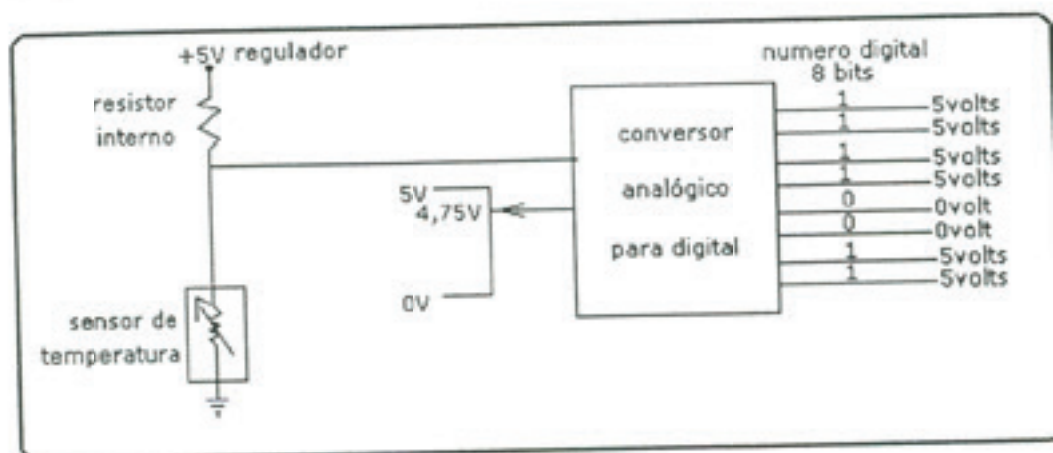 +5V regulador
resistor
interno
numero digital
8 bits
conversor
analógico
para digital
1 5volts
1 5volts
1 5volts
1 5volts
0 0volt
0 0volt
1 5volts
1 5volts
5V
4,75V
0V
sensor de
temperatura